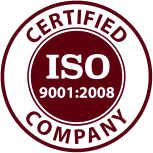 CERTIFIED
ISO
9001:2008
COMPANY